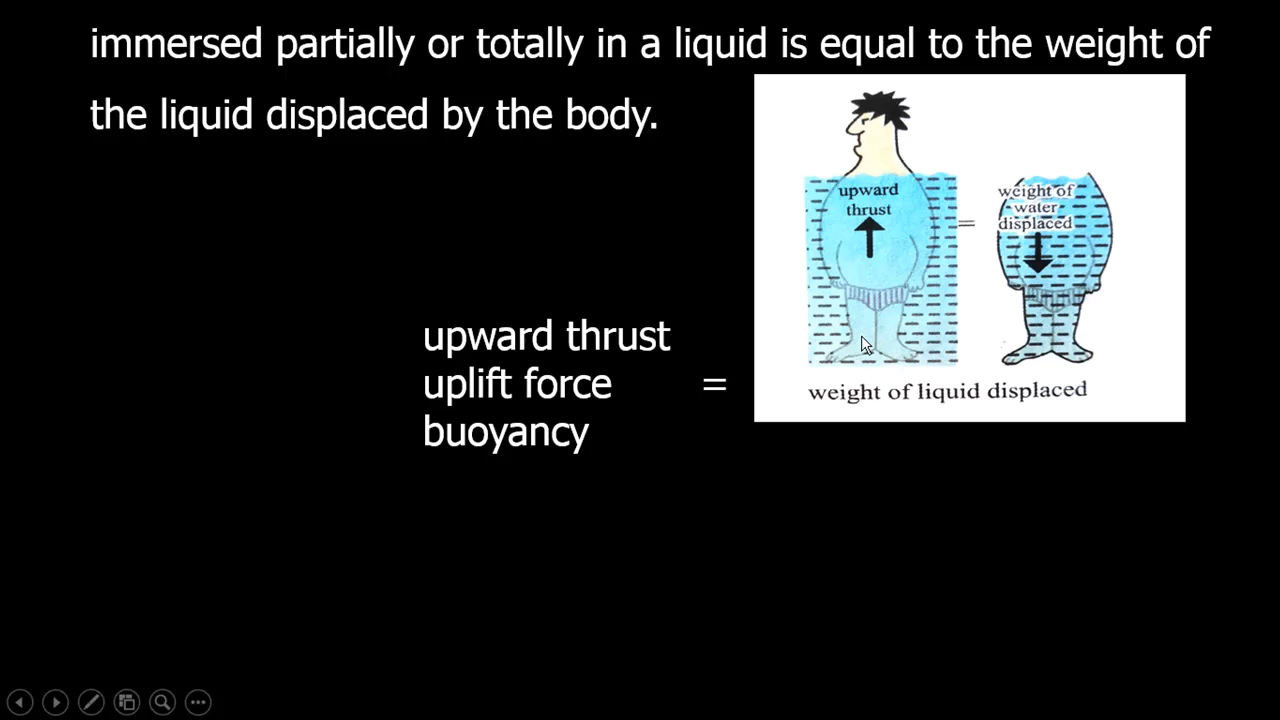 immersed partially or totally in a liquid is equal to the weight of
the liquid displaced by the body.
upward
thrust
=
weight of
water
displaced
weight of liquid displaced
upward thrust
uplift force
buoyancy
=